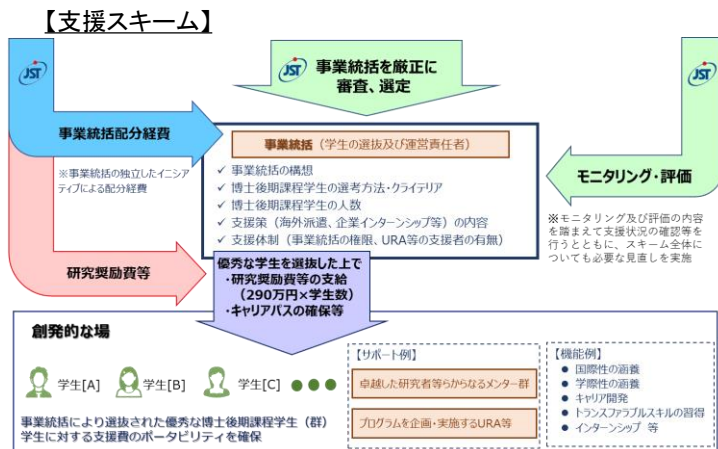 【支援スキーム】
JST
JST
事業統括を厳正に
審査、選定
JST
事業統括配分経費
※事業統括の独立したイニシア
ティブによる配分経費
事業統括（学生の選抜及び運営責任者）
✓ 事業統括の構想
✓ 博士後期課程学生の選考方法・クライテリア
✓ 博士後期課程学生の人数
✓ 支援策（海外派遣、企業インターンシップ等）の内容
✓ 支援体制（事業統括の権限、URA等の支援者の有無）
モニタリング・評価
※モニタリング及び評価の内容
を踏まえて支援状況の確認等を
行うとともに、スキーム全体に
ついても必要な見直しを実施
研究奨励費等
優秀な学生を選抜した上で
・研究奨励費等の支給
（290万円×学生数）
・キャリアパスの確保等
創発的な場
学生[A]
学生[B]
学生[C]
●●●
事業統括により選抜された優秀な博士後期課程学生（群）
学生に対する支援費のポータビリティを確保
【サポート例】
卓越した研究者等らからなるメンター群
プログラムを企画・実施するURA等
【機能例】
• 国際性の涵養
• 学際性の涵養
• キャリア開発
• トランスファラブルスキルの習得
• インターンシップ 等